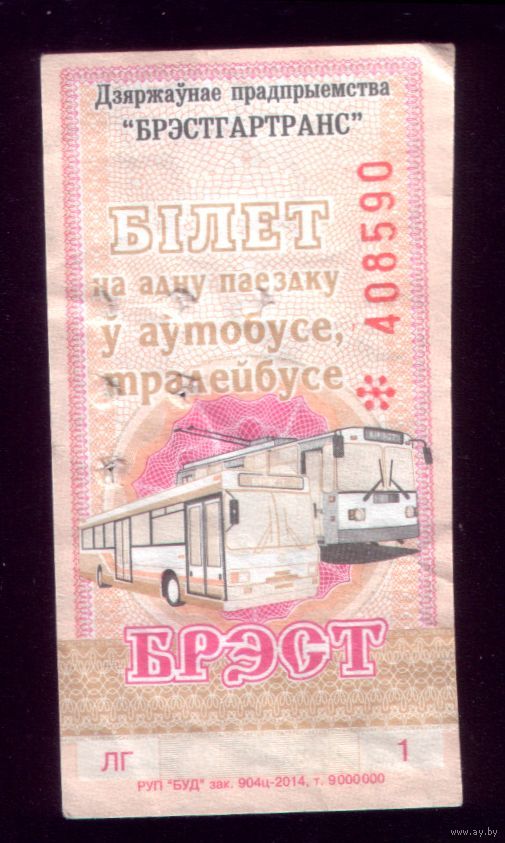 Дзяржаўнае прадпрыемства
“БРЭСТГАРТРАНС”
БІЛЕТ
на адну паездку
ў аўтобусе,
тралейбусе
* 408590
БРЭСТ
ЛГ 1
РУП "БУД" зак. 904ц-2014, т. 9000000
www.ay.by